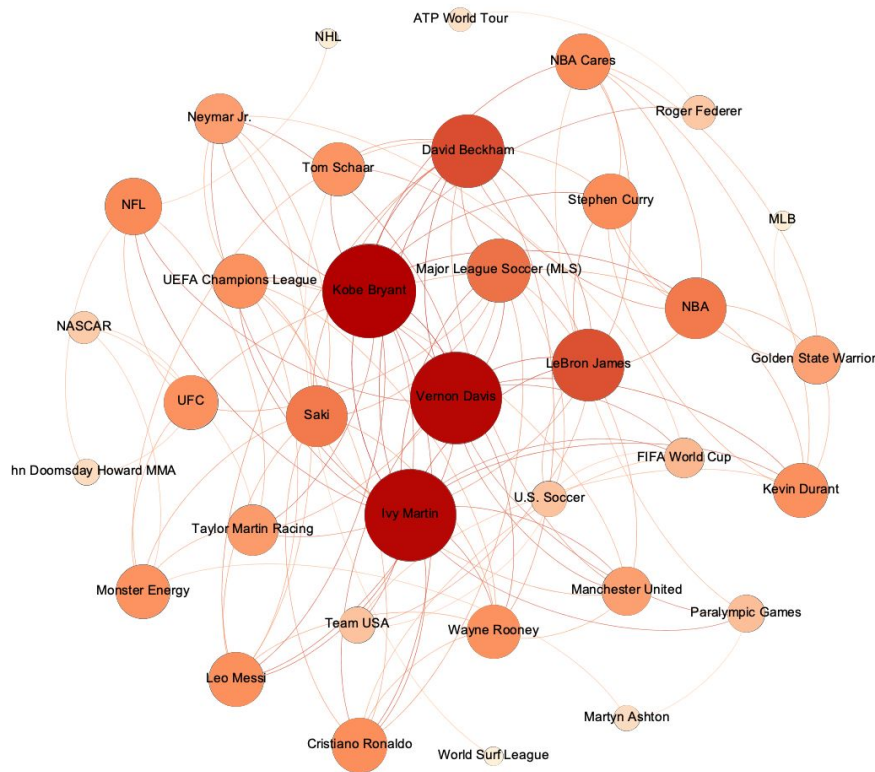 ATP World Tour
NHL
NBA Cares
Roger Federer
Neymar Jr.
David Beckham
Tom Schaar
Stephen Curry
NFL
MLB
Major League Soccer (MLS)
UEFA Champions League
Kobe Bryant
NBA
NASCAR
Golden State Warrior
LeBron James
Vernon Davis
UFC
Saki
FIFA World Cup
hn Doomsday Howard MMA
Kevin Durant
U.S. Soccer
Ivy Martin
Taylor Martin Racing
Monster Energy
Manchester United
Paralympic Games
Team USA
Wayne Rooney
Leo Messi
Martyn Ashton
Cristiano Ronaldo
World Surf League